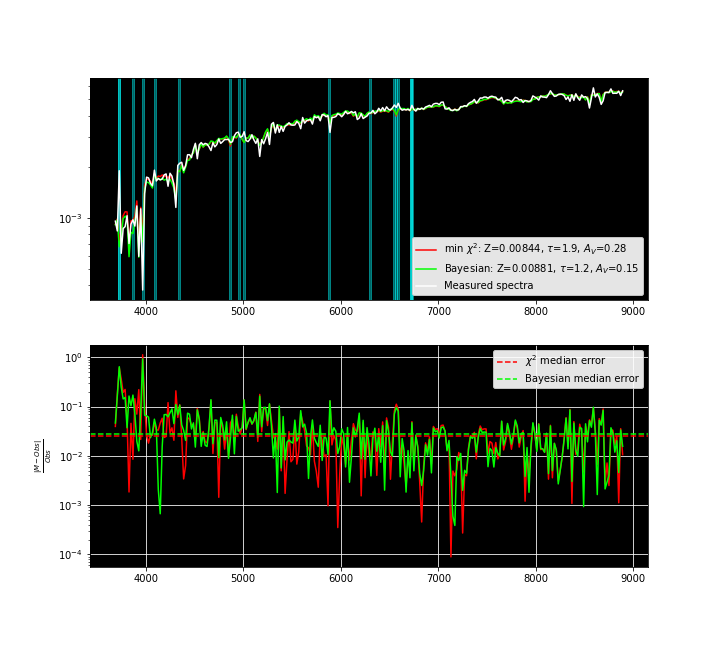 10⁻³
min χ²: Z=0.00844, τ=1.9, A_V=0.28
Bayesian: Z=0.00881, τ=1.2, A_V=0.15
Measured spectra
4000 5000 6000 7000 8000 9000
10⁰
χ² median error
Bayesian median error
10⁻¹
|M − Obs| / Obs
10⁻²
10⁻³
10⁻⁴
4000 5000 6000 7000 8000 9000